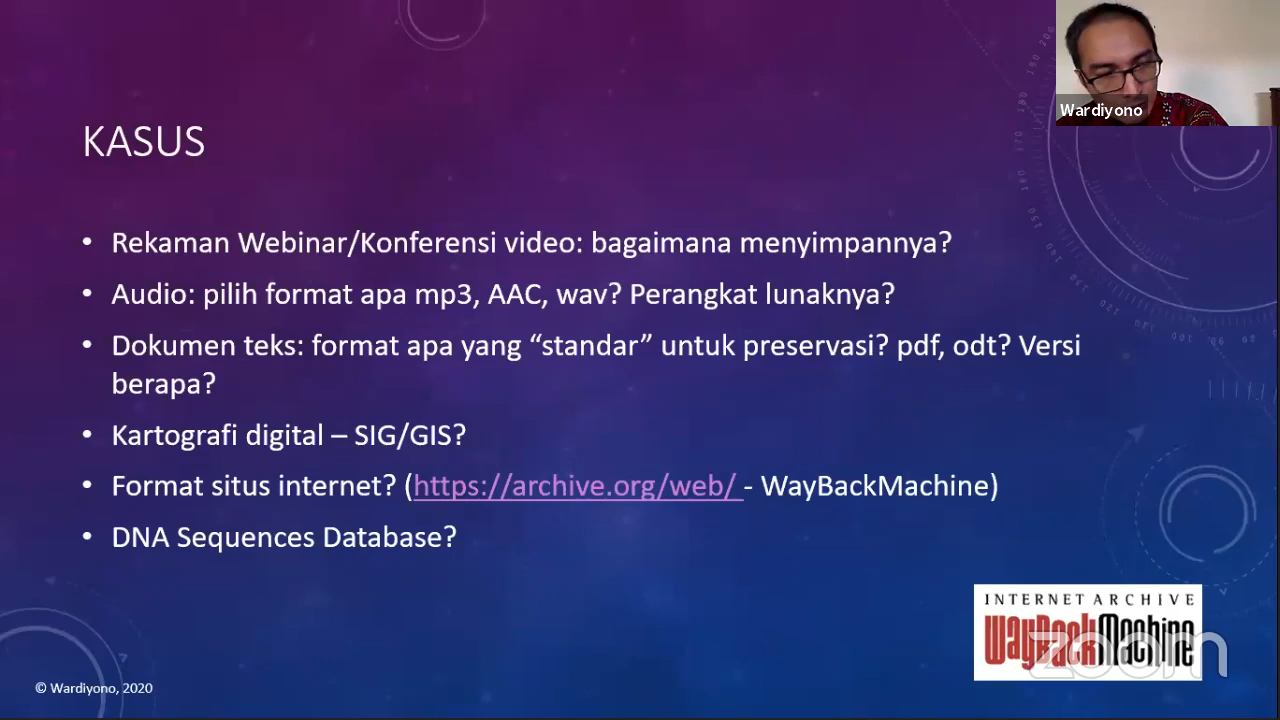 Wardiyono
KASUS
• Rekaman Webinar/Konferensi video: bagaimana menyimpannya?
• Audio: pilih format apa mp3, AAC, wav? Perangkat lunaknya?
• Dokumen teks: format apa yang “standar” untuk preservasi? pdf, odt? Versi
berapa?
• Kartografi digital – SIG/GIS?
• Format situs internet? (https://archive.org/web/ - WayBackMachine)
• DNA Sequences Database?
INTERNET ARCHIVE
WayBackMachine
zoom
© Wardiyono, 2020